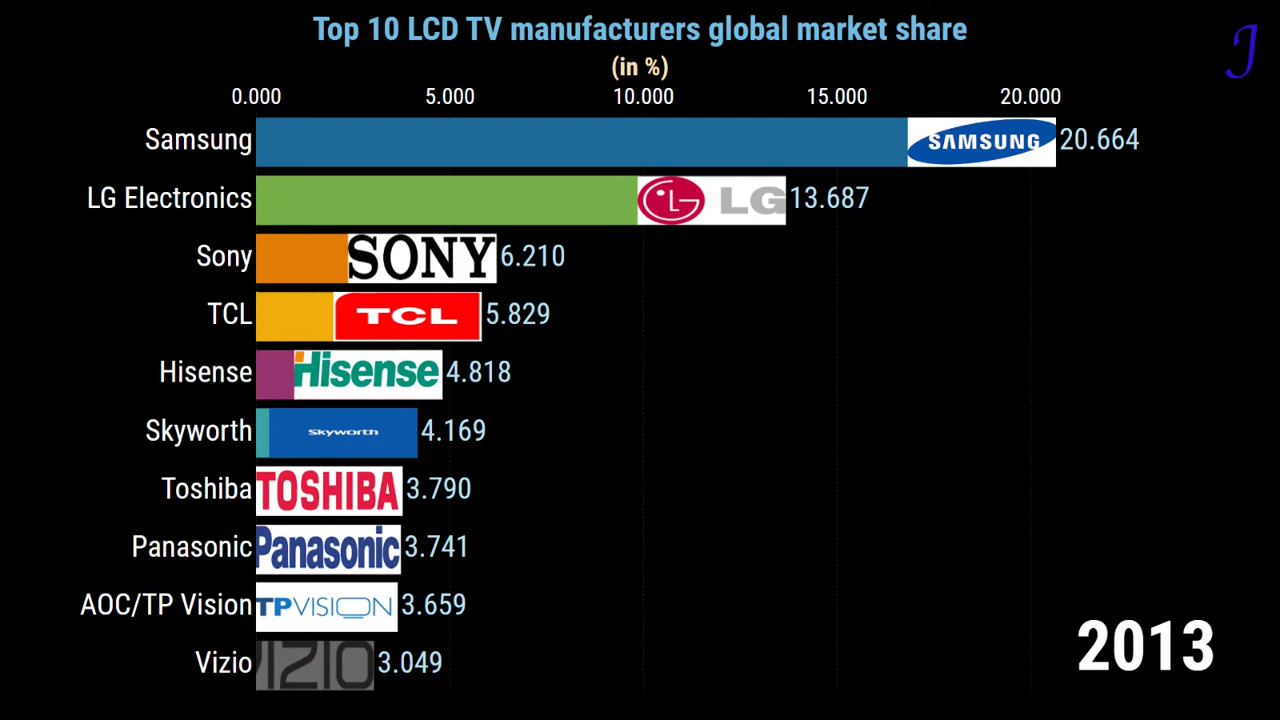 Top 10 LCD TV manufacturers global market share
(in %)
J
0.000 5.000 10.000 15.000 20.000
Samsung SAMSUNG 20.664
LG Electronics LG LG 13.687
Sony SONY 6.210
TCL TCL 5.829
Hisense Hisense 4.818
Skyworth Skyworth 4.169
Toshiba TOSHIBA 3.790
Panasonic Panasonic 3.741
AOC/TP Vision TPVISION 3.659
Vizio VIZIO 3.049
2013